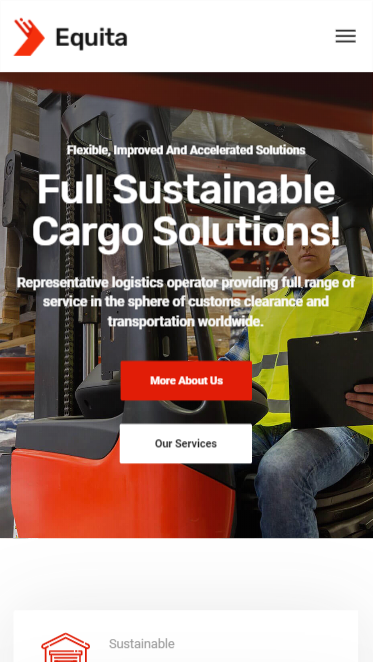 Equita
Flexible, Improved And Accelerated Solutions
Full Sustainable
Cargo Solutions!
Representative logistics operator providing full range of
service in the sphere of customs clearance and
transportation worldwide.
More About Us
Our Services
Sustainable